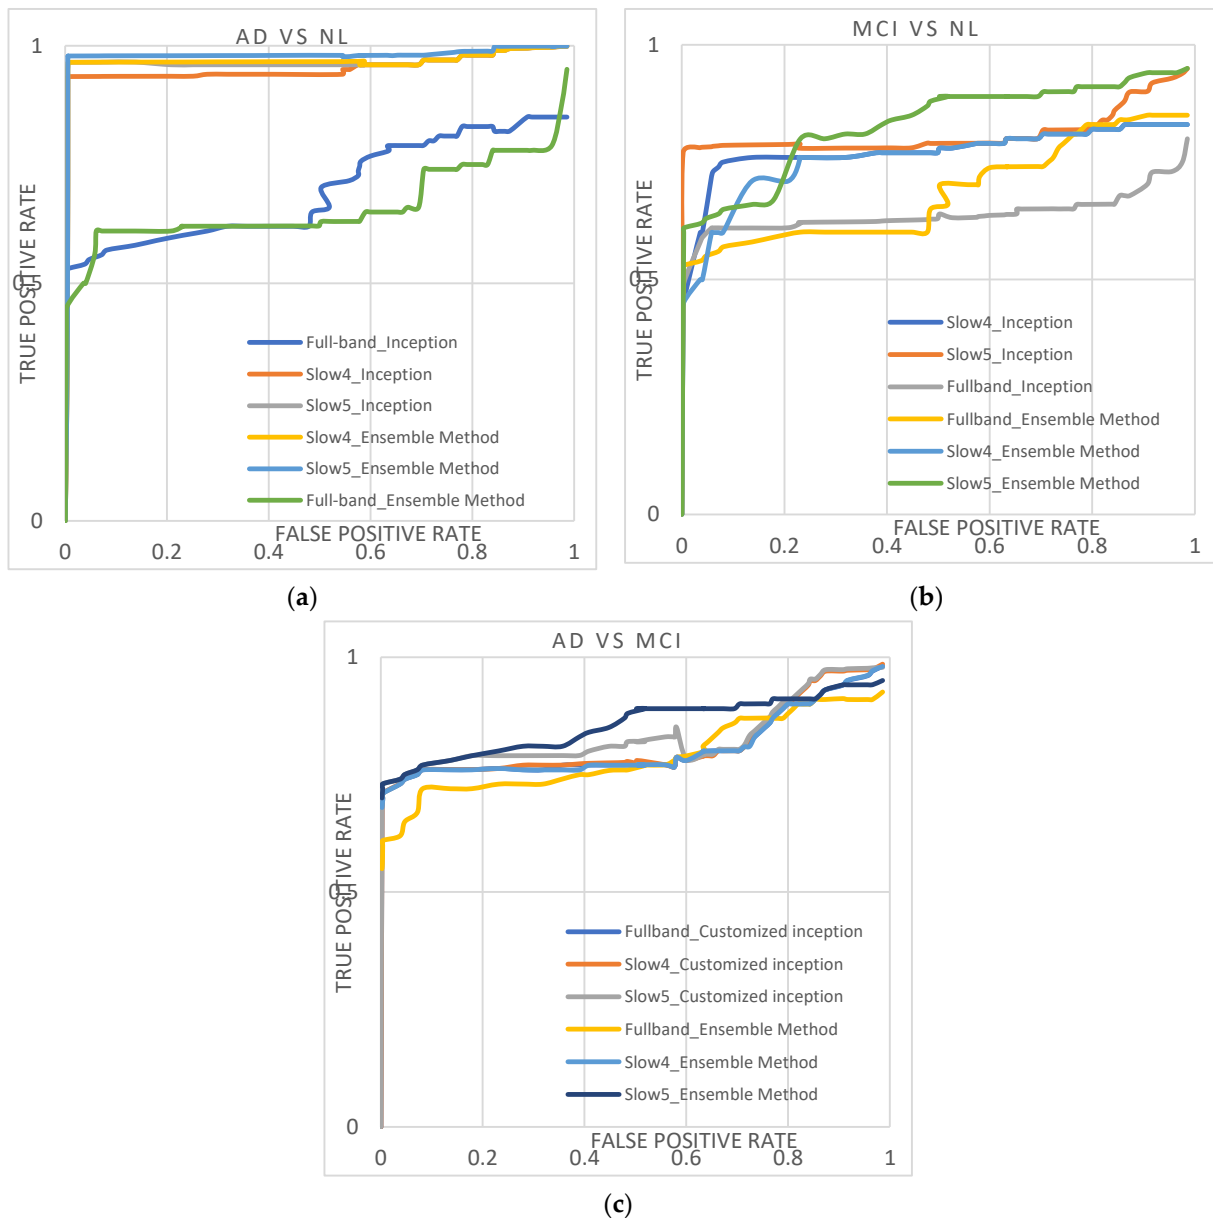 AD VS NL
1
0.5
0
TRUE POSITIVE RATE
Full-band_Inception
Slow4_Inception
Slow5_Inception
Slow4_Ensemble Method
Slow5_Ensemble Method
Full-band_Ensemble Method
FALSE POSITIVE RATE
0 0.2 0.4 0.6 0.8 1
(a)
MCI VS NL
1
0.5
0
TRUE POSITIVE RATE
Slow4_Inception
Slow5_Inception
Fullband_Inception
Fullband_Ensemble Method
Slow4_Ensemble Method
Slow5_Ensemble Method
FALSE POSITIVE RATE
0 0.2 0.4 0.6 0.8 1
(b)
AD VS MCI
1
0.5
0
TRUE POSITIVE RATE
Fullband_Customized inception
Slow4_Customized inception
Slow5_Customized inception
Fullband_Ensemble Method
Slow4_Ensemble Method
Slow5_Ensemble Method
FALSE POSITIVE RATE
0 0.2 0.4 0.6 0.8 1
(c)